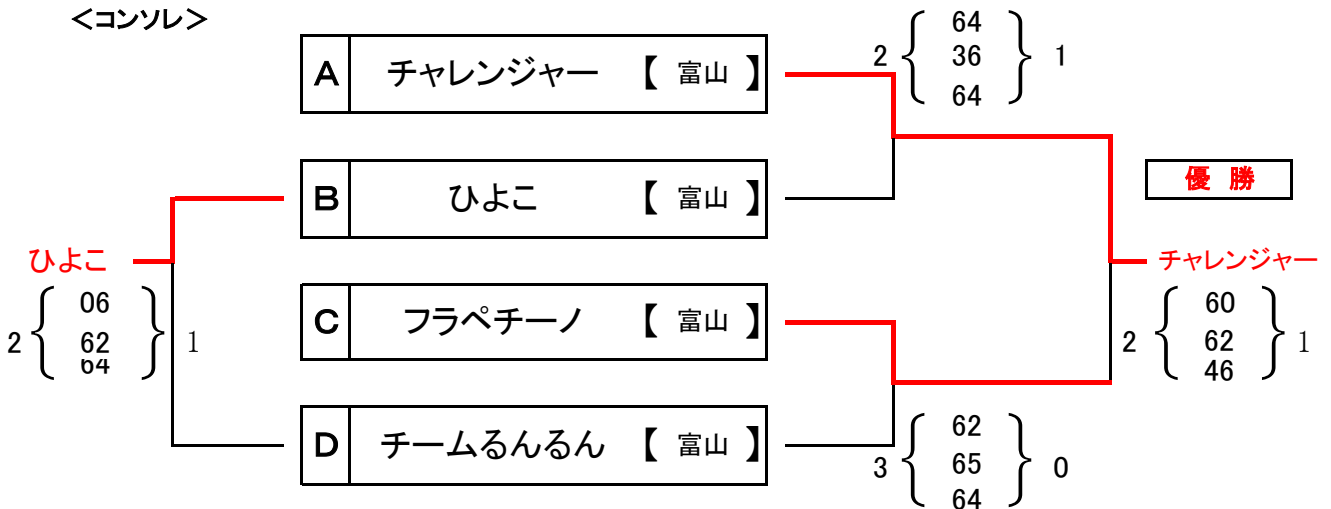 ＜コンソレ＞
A チャレンジャー 【 富山 】
B ひよこ 【 富山 】
C フラペチーノ 【 富山 】
D チームるんるん 【 富山 】
2 { 64 } 1
36
64
優 勝
チャレンジャー
2 { 60 } 1
62
46
3 { 62 } 0
65
64
ひよこ
2 { 06 } 1
62
64